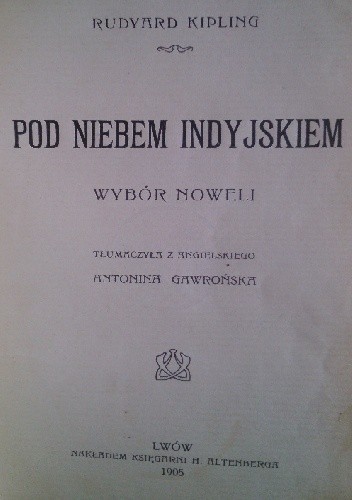 RUDYARD KIPLING
POD NIEBEM INDYJSKIEM
WYBÓR NOWELI
TŁUMACZYŁA Z ANGIELSKIEGO
ANTONINA GAWROŃSKA
LWÓW
NAKŁADEM KSIĘGARNI H. ALTENBERGA
1905